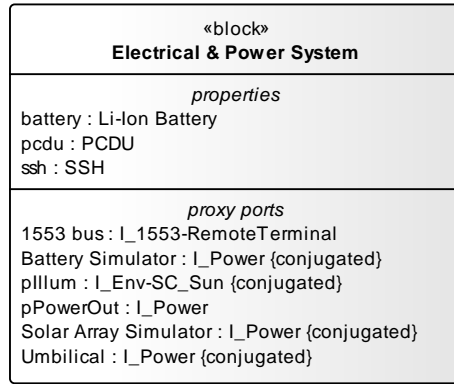 «block»
Electrical & Power System
properties
battery : Li-Ion Battery
pcdu : PCDU
ssh : SSH
proxy ports
1553 bus : I_1553-RemoteTerminal
Battery Simulator : I_Power {conjugated}
pIllum : I_Env-SC_Sun {conjugated}
pPowerOut : I_Power
Solar Array Simulator : I_Power {conjugated}
Umbilical : I_Power {conjugated}